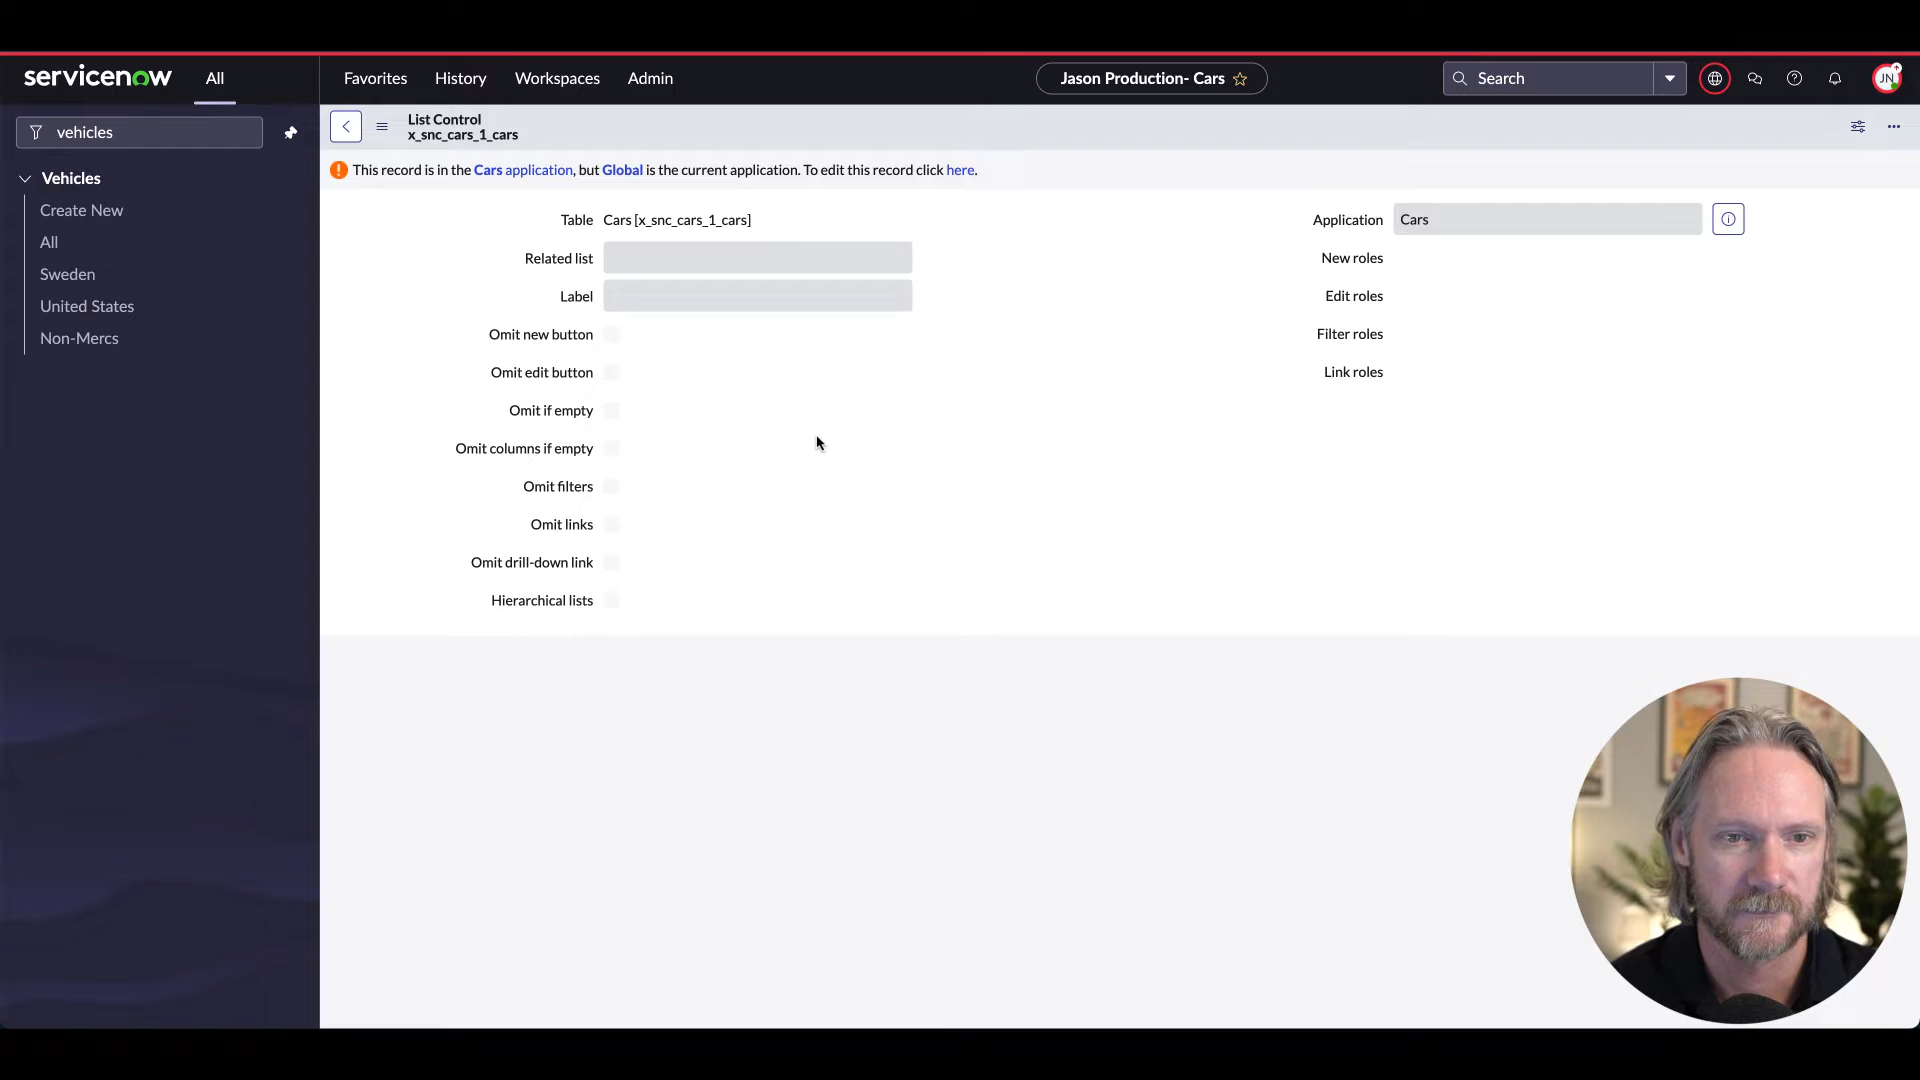 servicenow
All
Favorites
History
Workspaces
Admin
Jason Production- Cars
Search
JN
vehicles
Vehicles
Create New
All
Sweden
United States
Non-Mercs
List Control
x_snc_cars_1_cars
This record is in the Cars application, but Global is the current application. To edit this record click here.
Table Cars [x_snc_cars_1_cars]
Related list
Label
Omit new button
Omit edit button
Omit if empty
Omit columns if empty
Omit filters
Omit links
Omit drill-down link
Hierarchical lists
Application Cars
New roles
Edit roles
Filter roles
Link roles